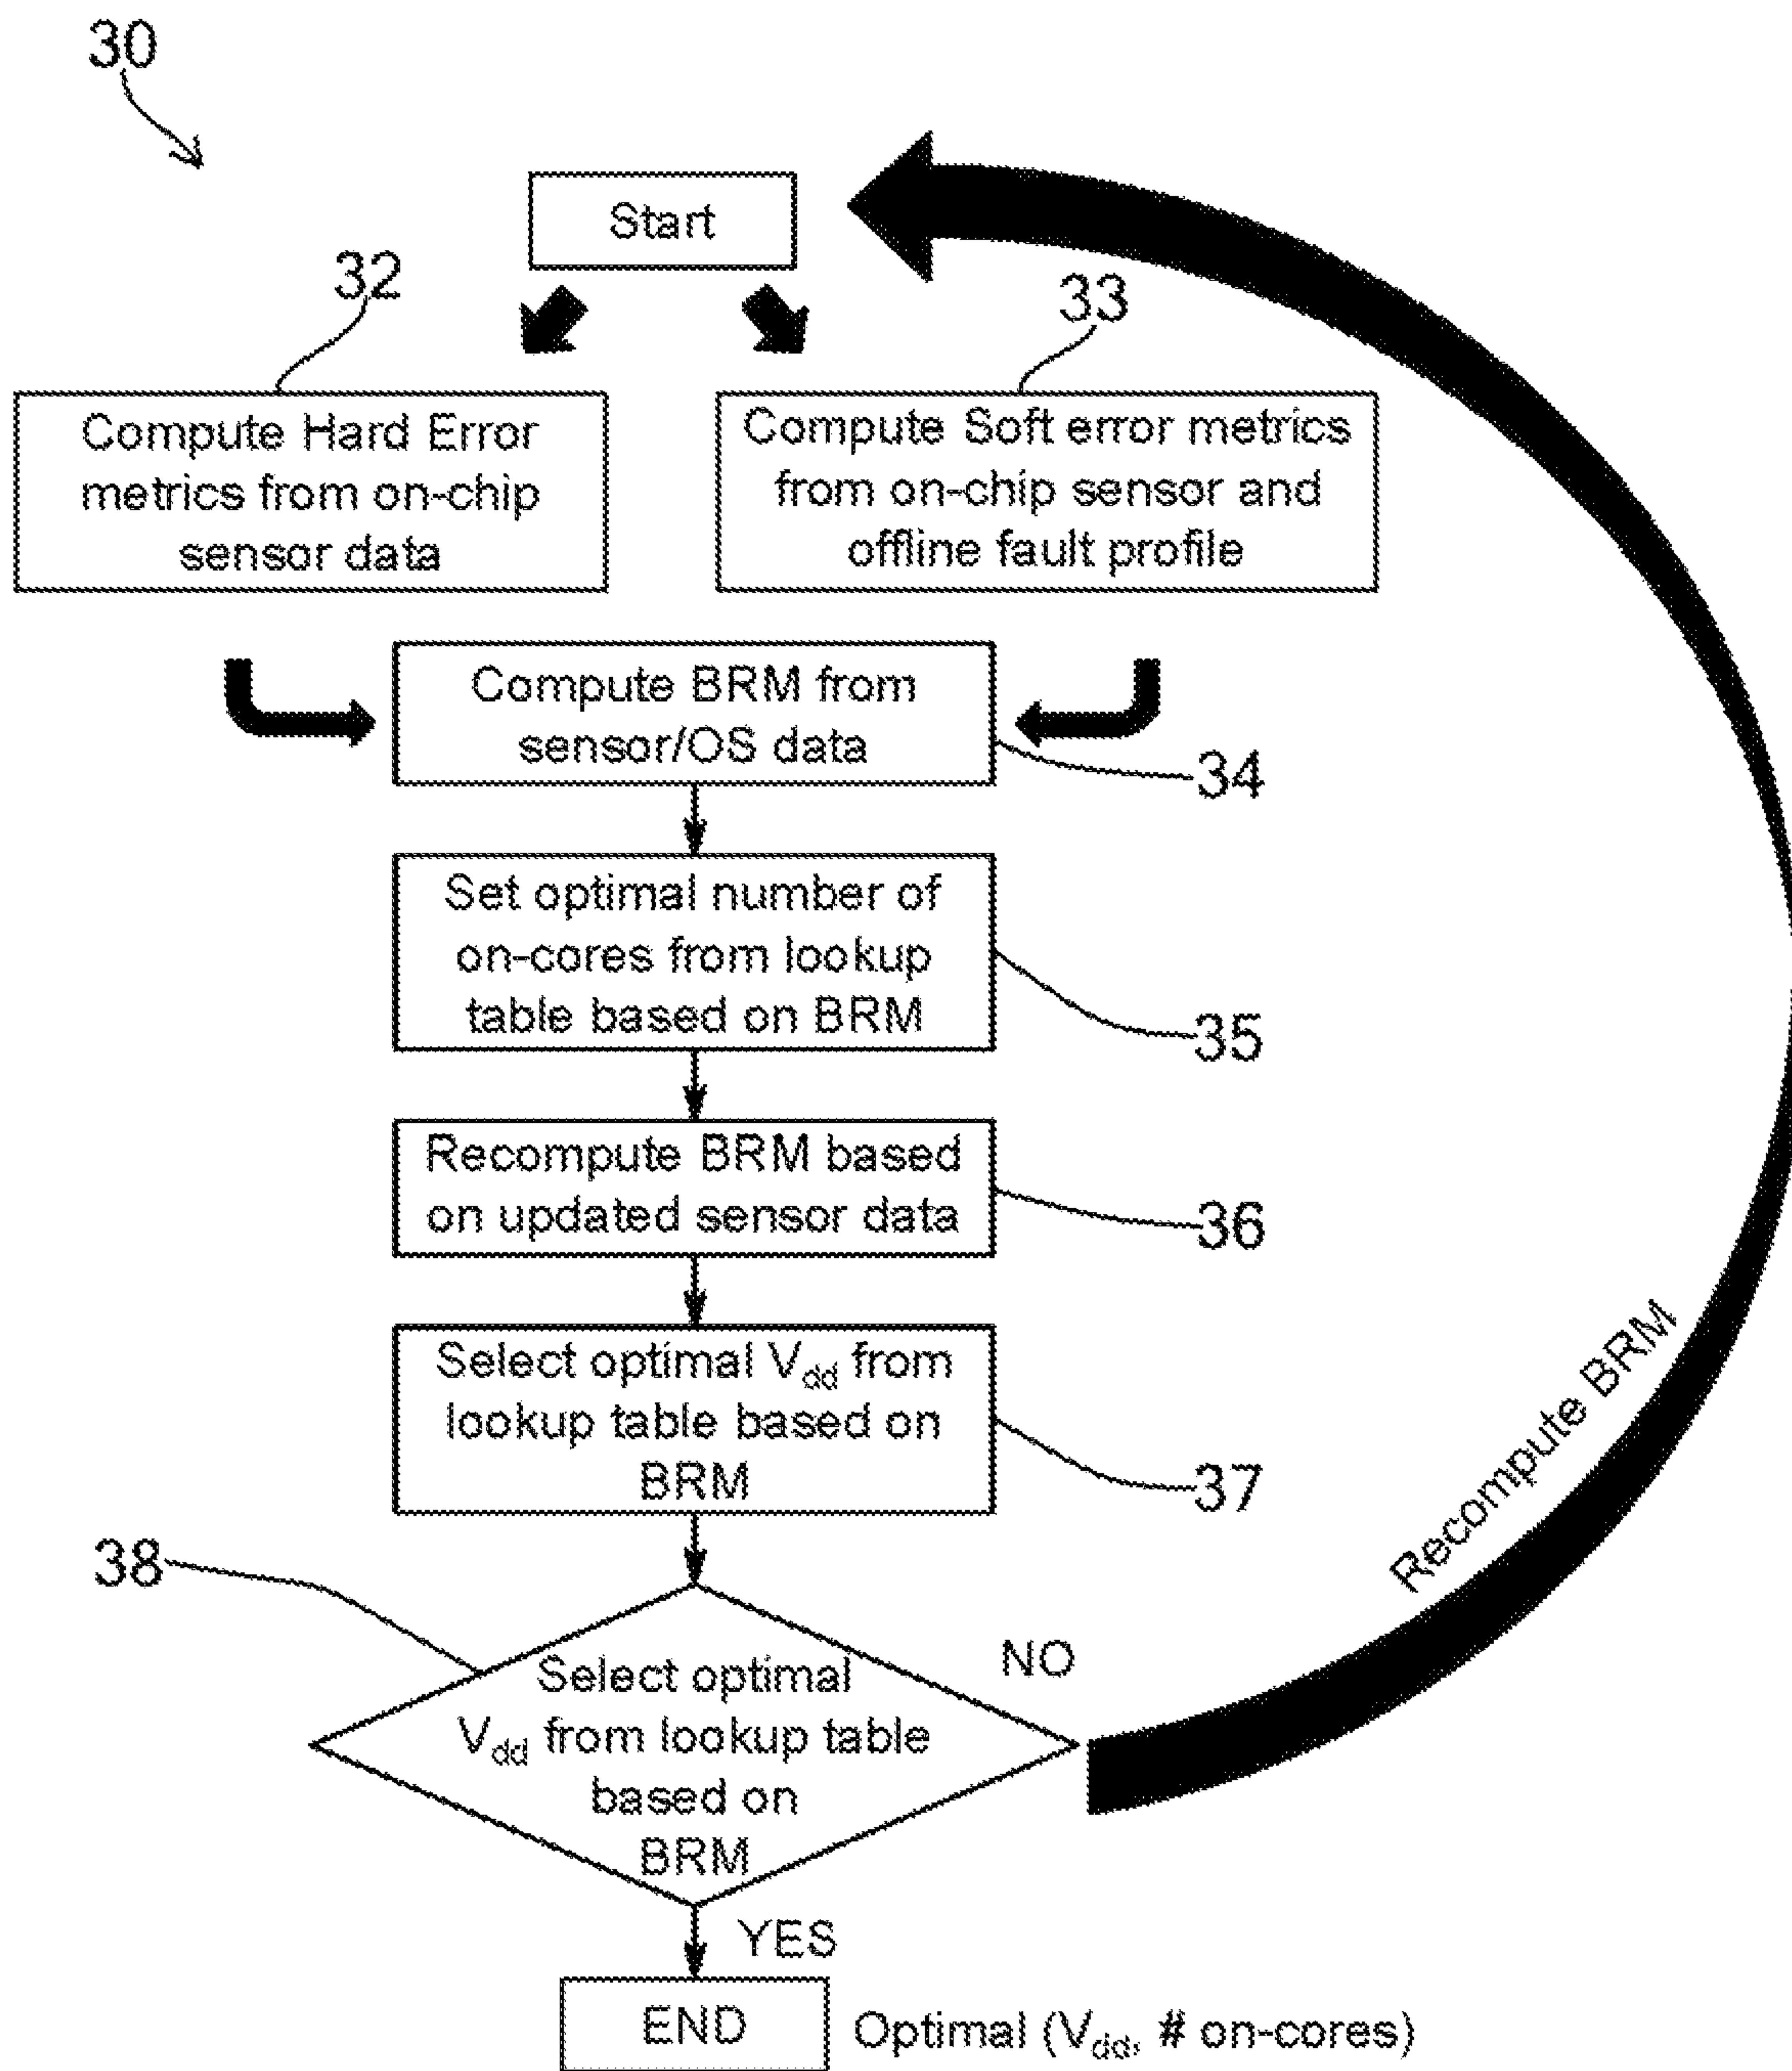 30
Start
32
33
Compute Hard Error
metrics from on-chip
sensor data
Compute Soft error metrics
from on-chip sensor and
offline fault profile
Compute BRM from
sensor/OS data
34
Set optimal number of
on-cores from lookup
table based on BRM
35
Recompute BRM based
on updated sensor data
36
Select optimal Vdd from
lookup table based on
BRM
37
Recompute BRM
38
Select optimal
Vdd from lookup table
based on
BRM
NO
YES
END
Optimal (Vdd, # on-cores)